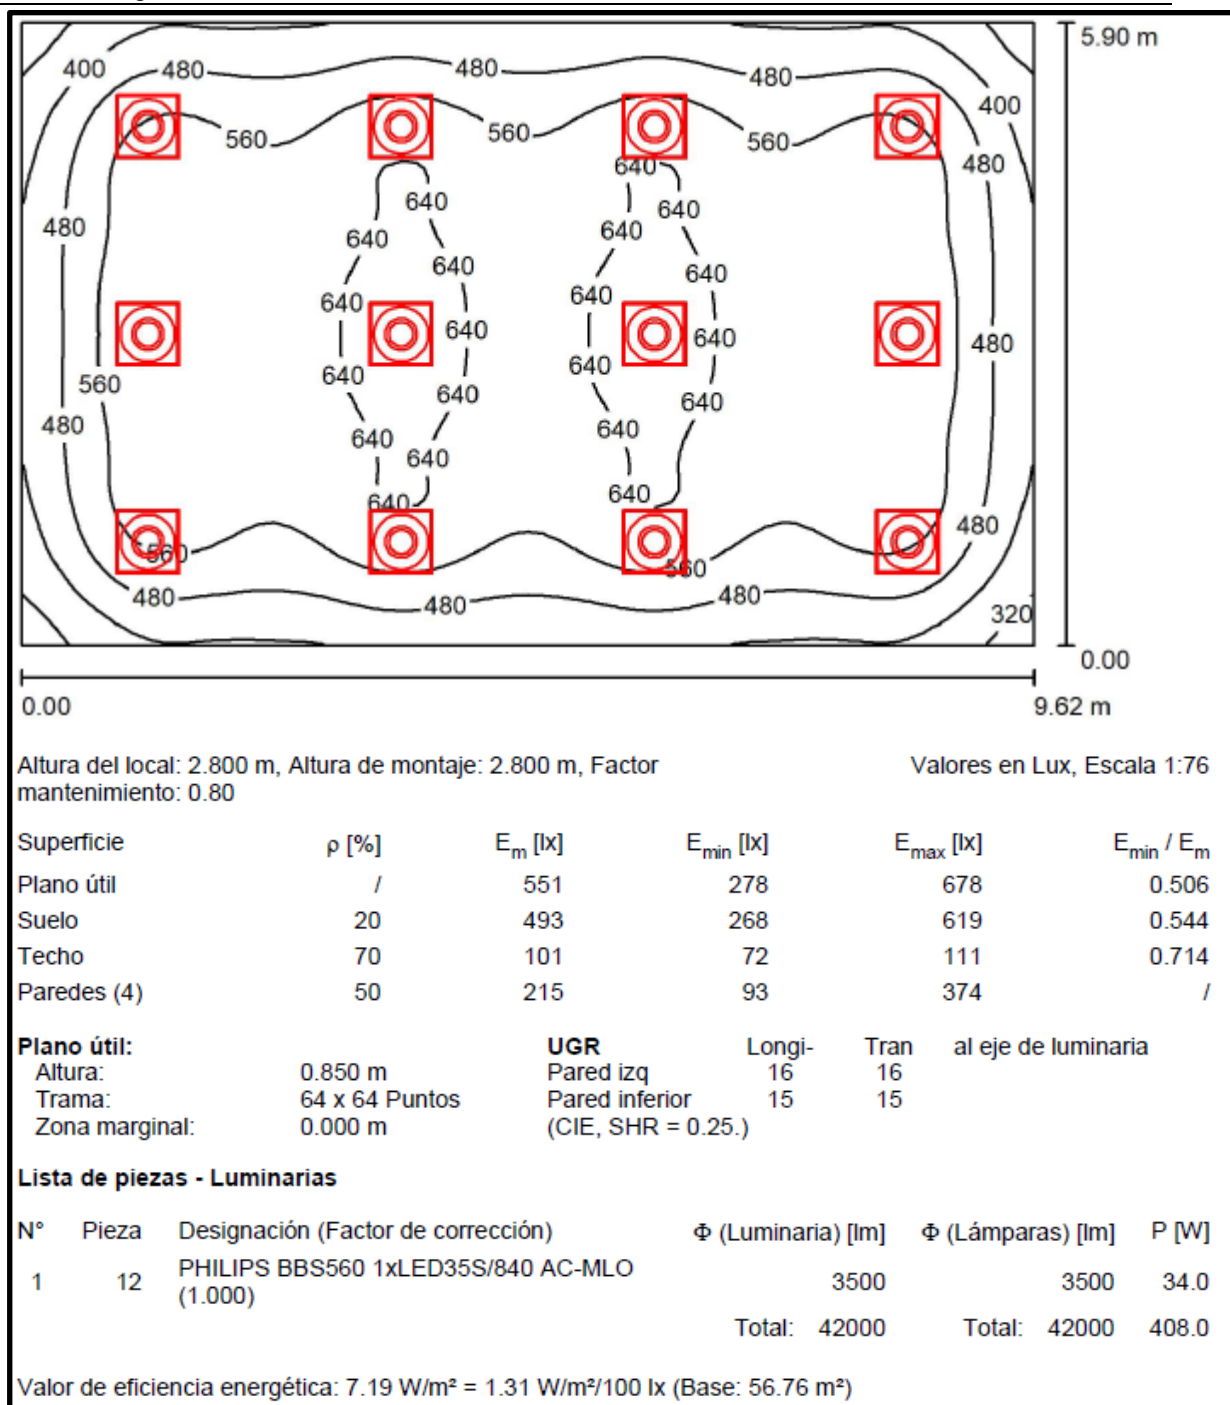 5.90 m
400 480 480 480 400
560 560 560 480
640
640 640
480 640 640
640 640
640 640
640 640 480
640 640
560 640 640
480 640 640
640 640
640 640
640 640 480
560 560
480 480 480 320
0.00
0.00 9.62 m
Altura del local: 2.800 m, Altura de montaje: 2.800 m, Factor mantenimiento: 0.80
Valores en Lux, Escala 1:76
Superficie ρ [%] Em [lx] Emin [lx] Emax [lx] Emin / Em
Plano útil / 551 278 678 0.506
Suelo 20 493 268 619 0.544
Techo 70 101 72 111 0.714
Paredes (4) 50 215 93 374 /
Plano útil: UGR Longi- Tran al eje de luminaria
Altura: 0.850 m Pared izq 16 16
Trama: 64 x 64 Puntos Pared inferior 15 15
Zona marginal: 0.000 m (CIE, SHR = 0.25.)
Lista de piezas - Luminarias
N° Pieza Designación (Factor de corrección) Φ (Luminaria) [lm] Φ (Lámparas) [lm] P [W]
1 12 PHILIPS BBS560 1xLED35S/840 AC-MLO (1.000) 3500 3500 34.0
Total: 42000 Total: 42000 408.0
Valor de eficiencia energética: 7.19 W/m² = 1.31 W/m²/100 lx (Base: 56.76 m²)